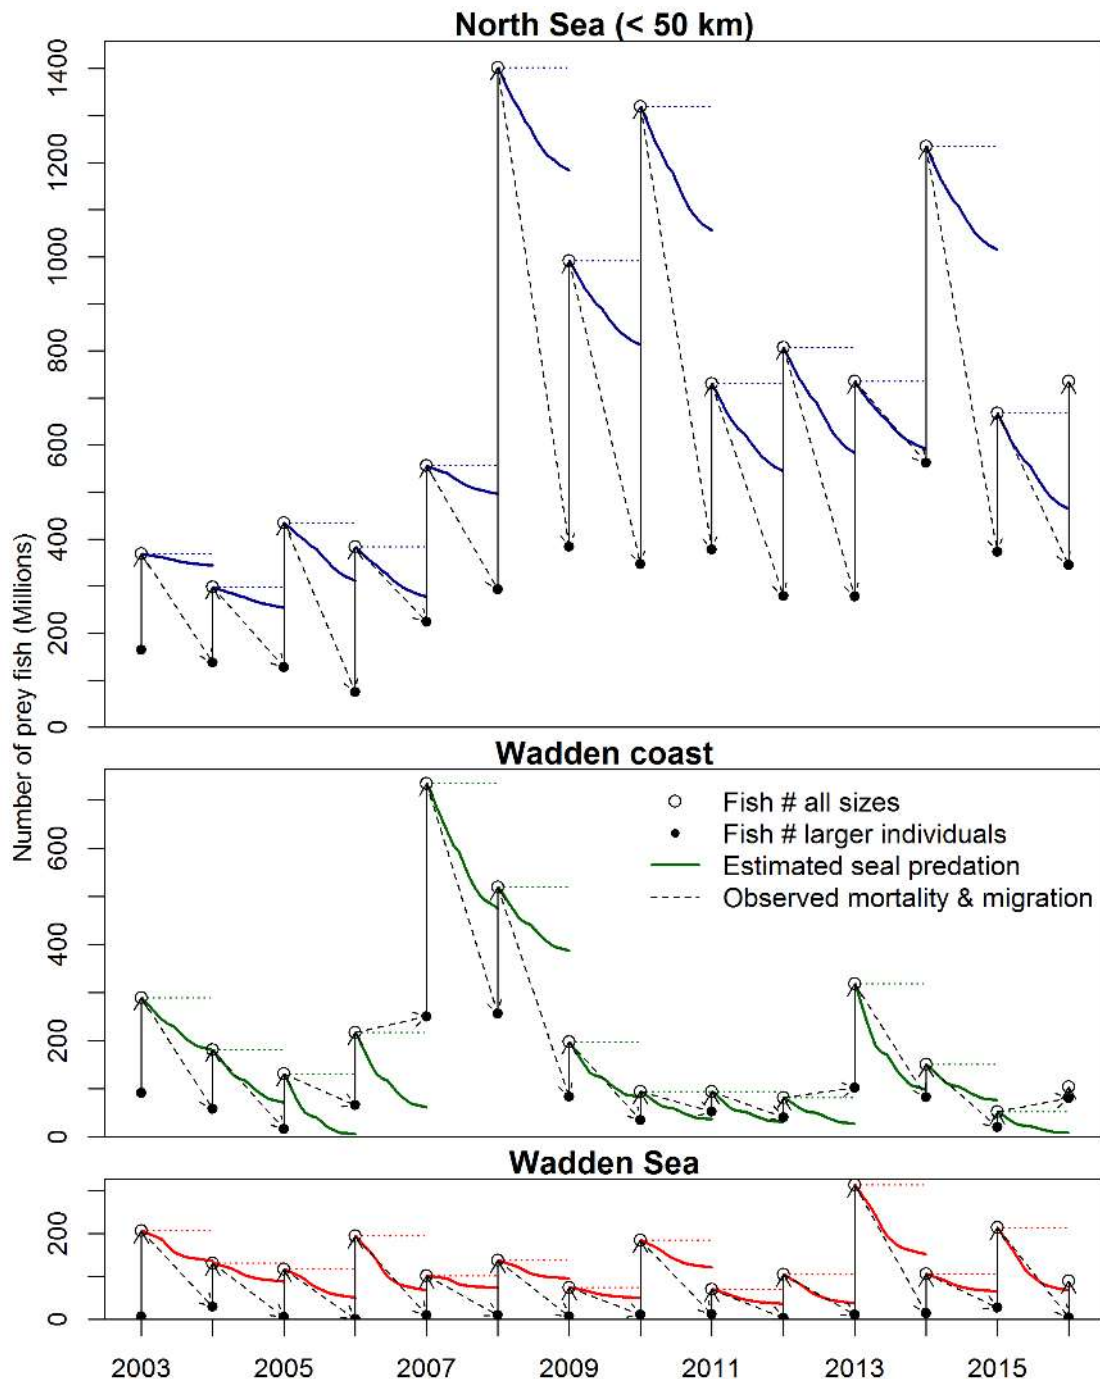 North Sea (< 50 km)
1400
1200
1000
800
600
400
200
0
Number of prey fish (Millions)
Wadden coast
Fish # all sizes
Fish # larger individuals
Estimated seal predation
Observed mortality & migration
600
400
200
0
Wadden Sea
200
0
2003 2005 2007 2009 2011 2013 2015